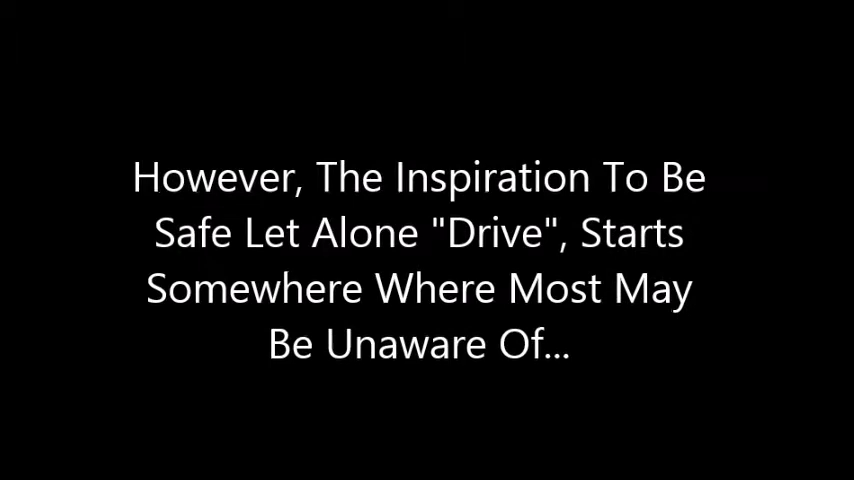 However, The Inspiration To Be
Safe Let Alone "Drive", Starts
Somewhere Where Most May
Be Unaware Of...